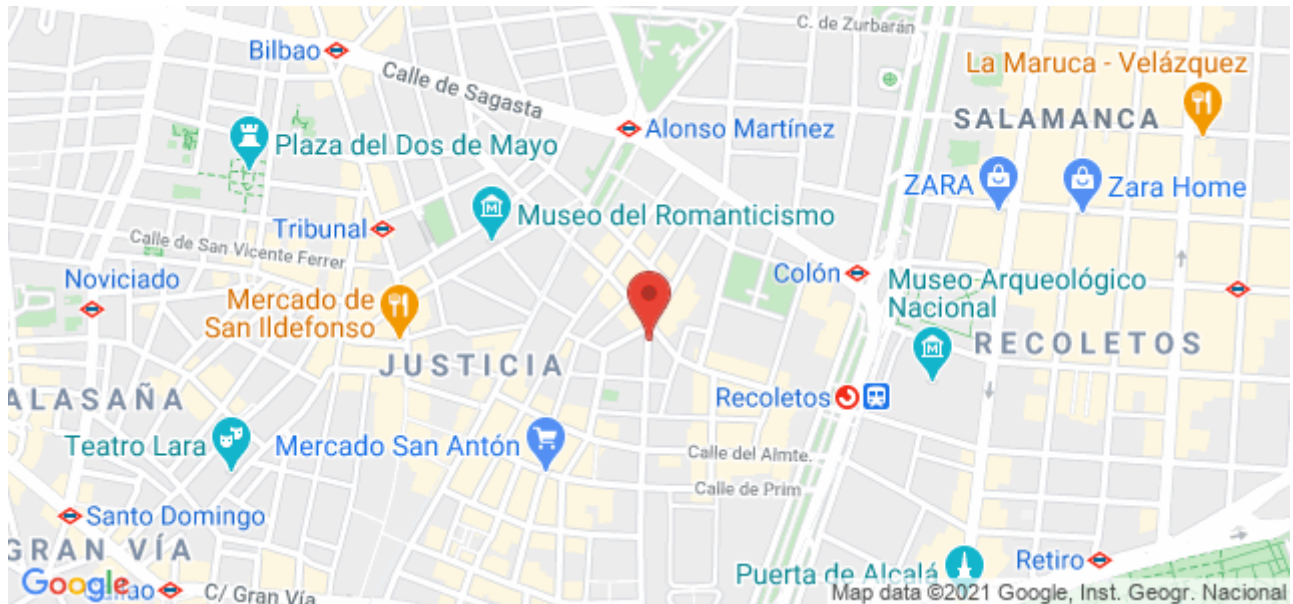 C. de Zurbarán
Bilbao
Calle de Sagasta
La Maruca - Velázquez
SALAMANCA
Alonso Martínez
Plaza del Dos de Mayo
ZARA
Zara Home
Museo del Romanticismo
Tribunal
Calle de San Vicente Ferrer
Noviciado
Colón
Museo Arqueológico
Nacional
Mercado de
San Ildefonso
JUSTICIA
RECOLETOS
ALASAÑA
Recoletos
Teatro Lara
Mercado San Antón
Calle del Almte.
Calle de Prim
Santo Domingo
GRAN VÍA
Retiro
Puerta de Alcalá
Google
ao
C/ Gran Vía
Map data ©2021 Google, Inst. Geogr. Nacional